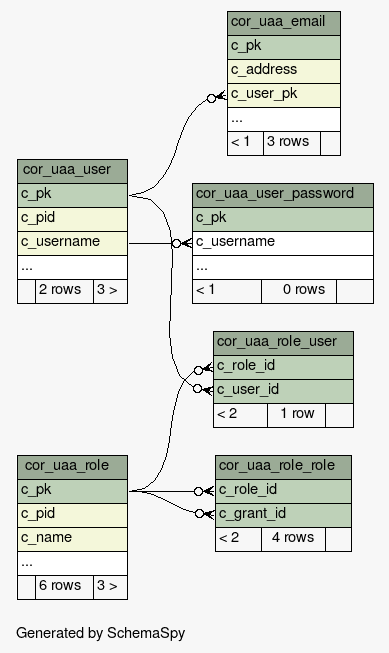 cor_uaa_email
c_pk
c_address
c_user_pk
...
< 1 3 rows
cor_uaa_user
c_pk
c_pid
c_username
...
2 rows 3 >
cor_uaa_user_password
c_pk
c_username
...
< 1 0 rows
cor_uaa_role_user
c_role_id
c_user_id
< 2 1 row
cor_uaa_role
c_pk
c_pid
c_name
...
6 rows 3 >
cor_uaa_role_role
c_role_id
c_grant_id
< 2 4 rows
Generated by SchemaSpy